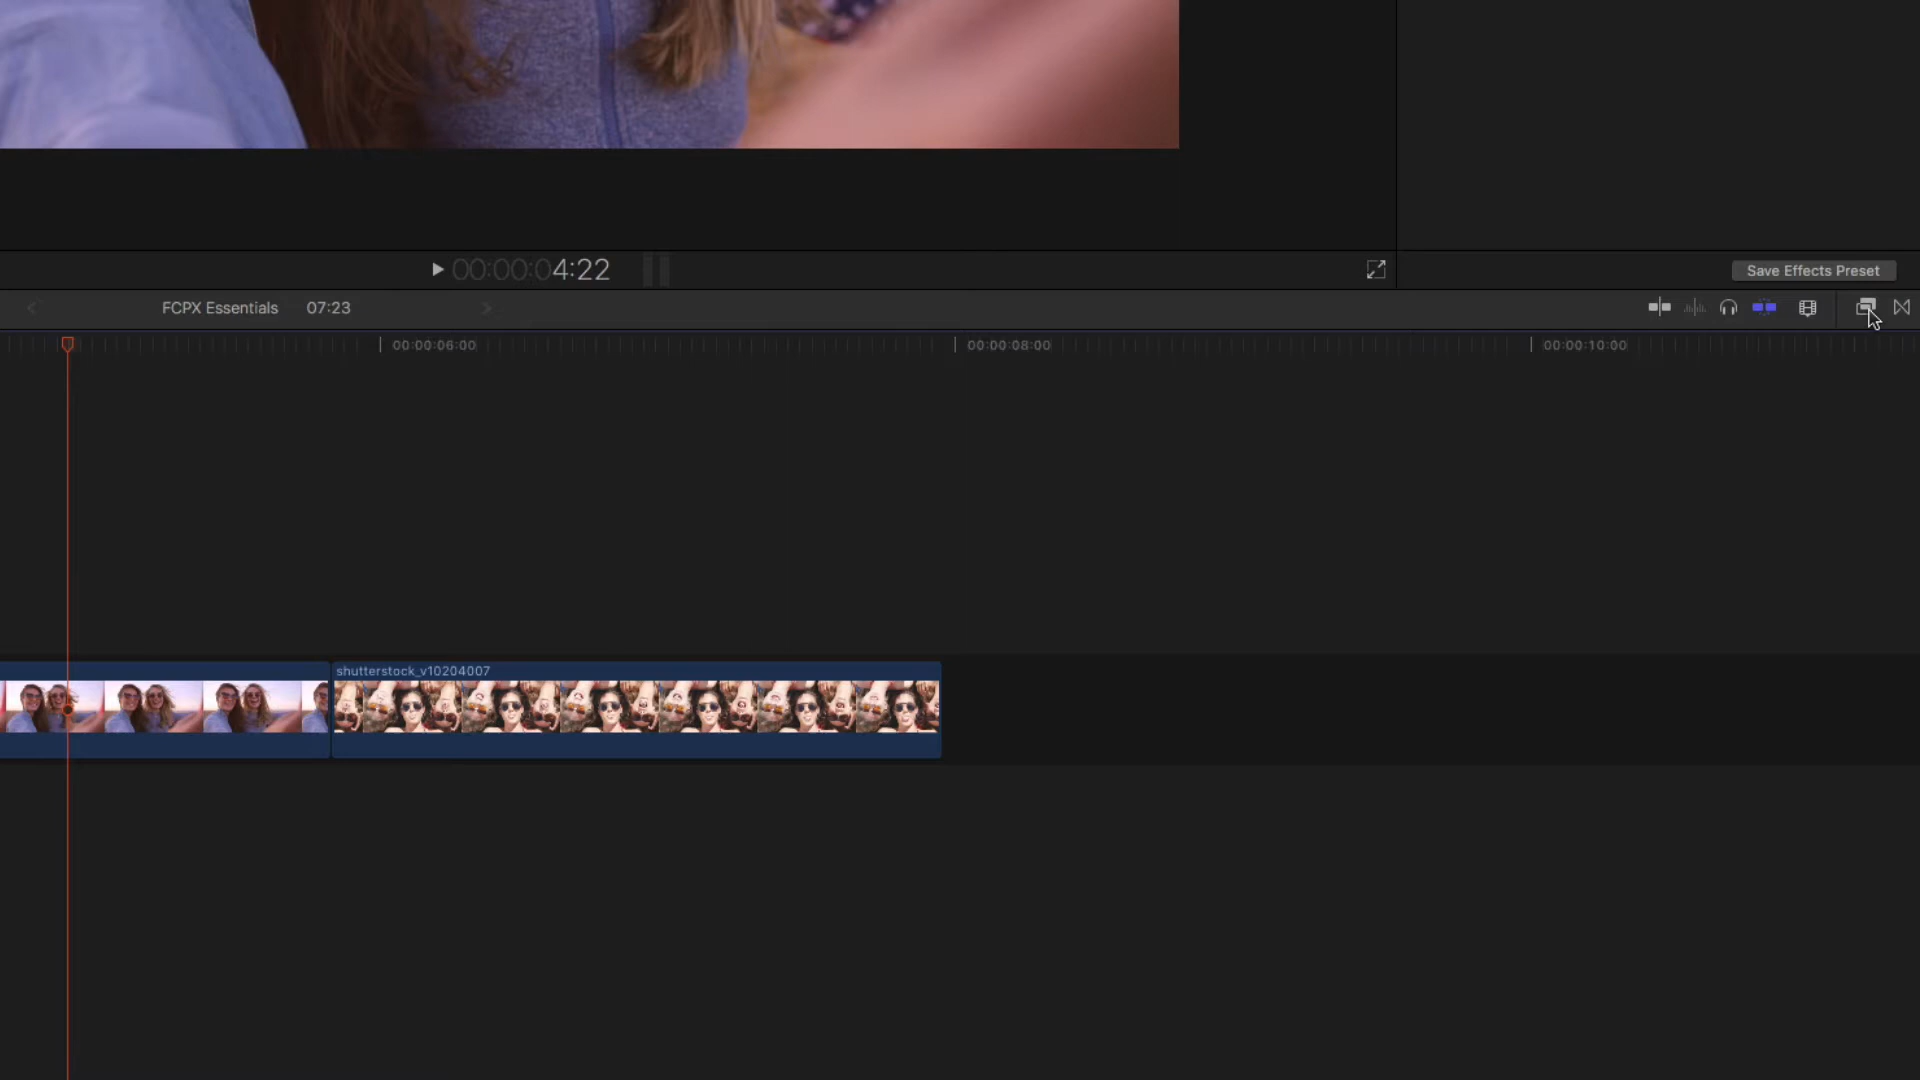 00:00:04:22
Save Effects Preset
FCPX Essentials 07:23
00:00:06:00 00:00:08:00 00:00:10:00
shutterstock_v10204007